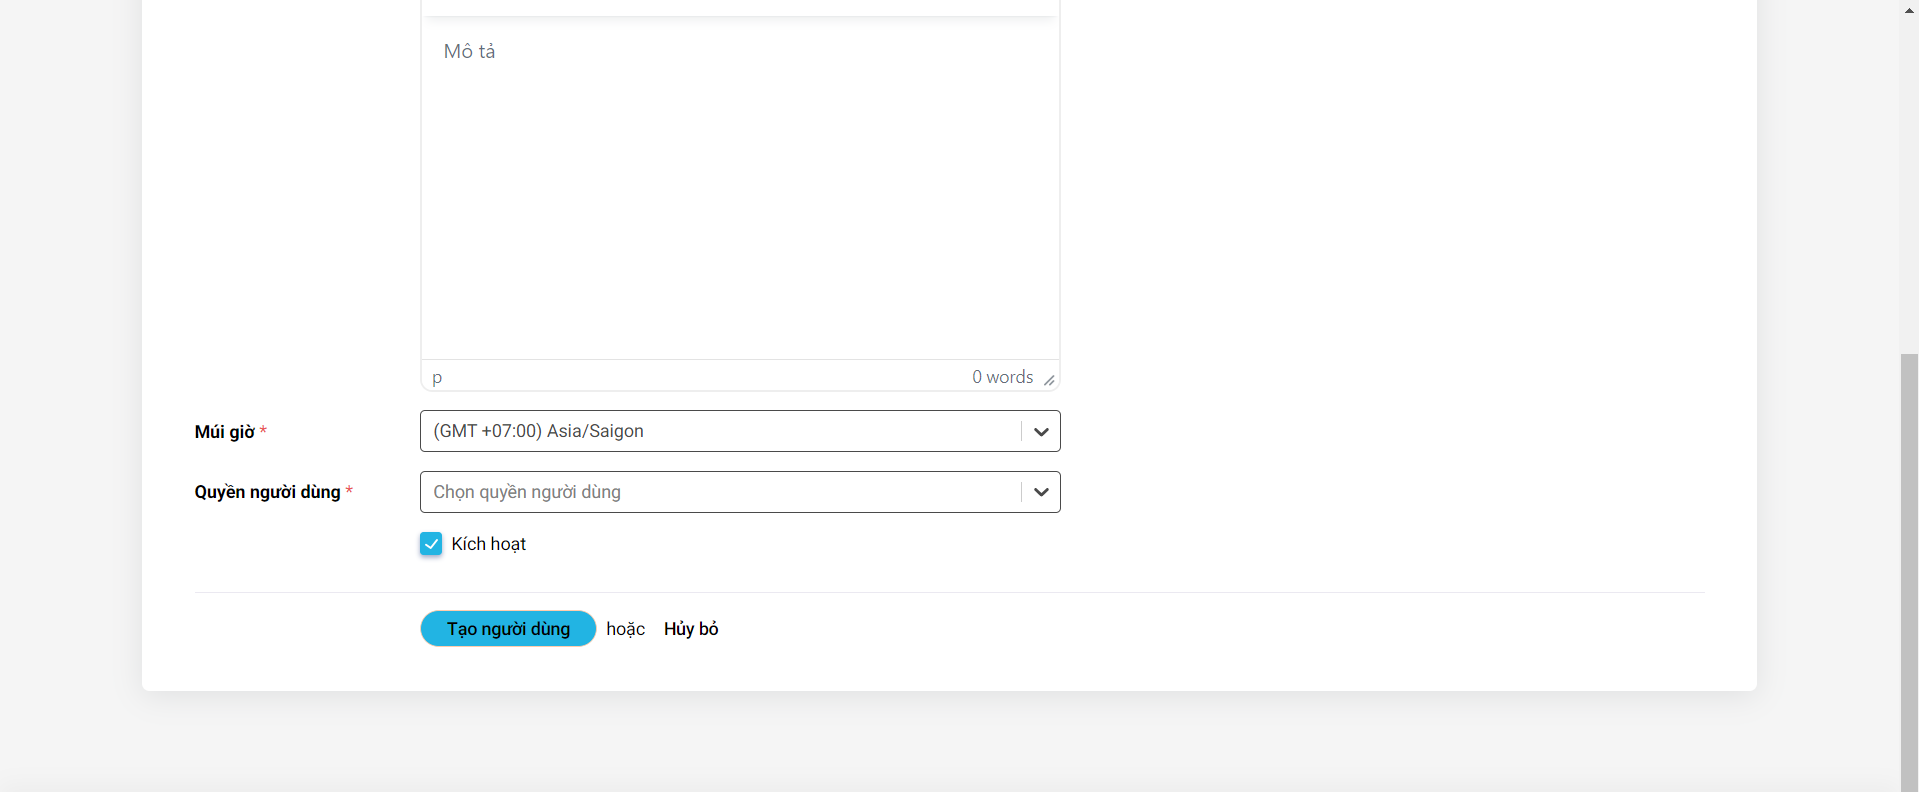 Mô tả
p 0 words
Múi giờ * (GMT +07:00) Asia/Saigon
Quyền người dùng * Chọn quyền người dùng
Kích hoạt
Tạo người dùng hoặc Hủy bỏ